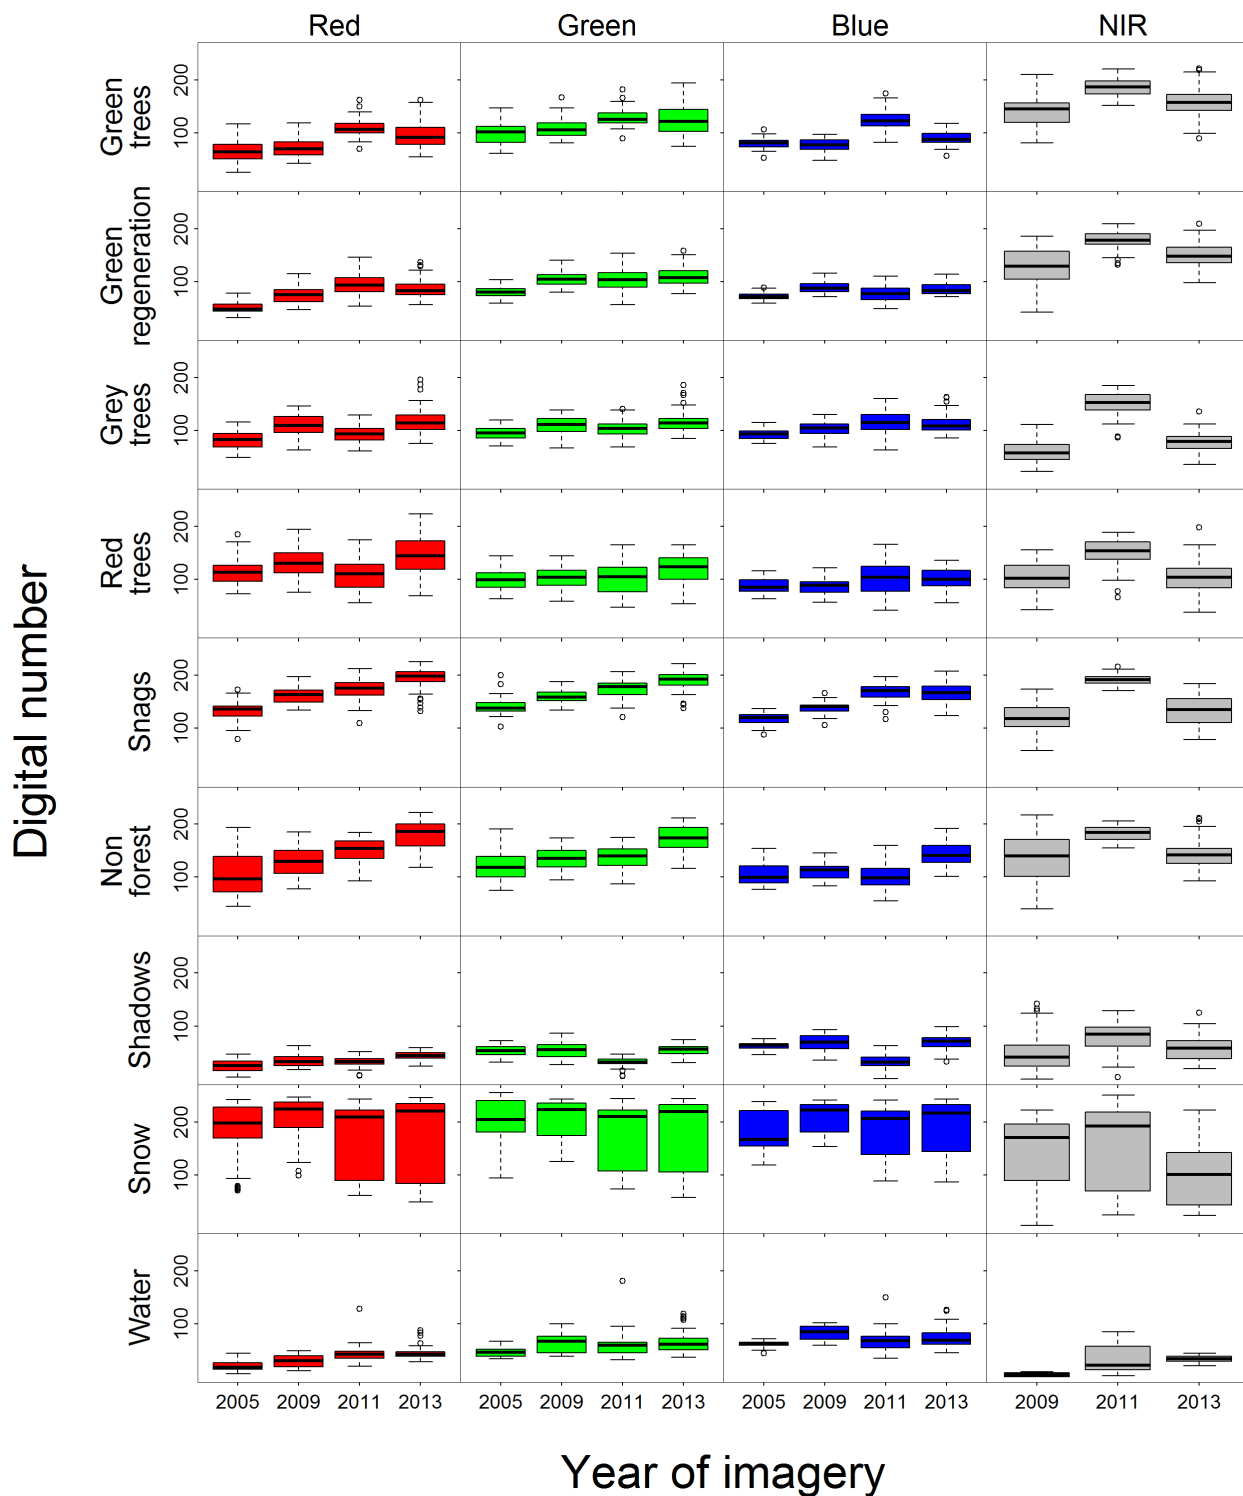 Red Green Blue NIR
Digital number
Green
trees
100 200
Green
regeneration
100 200
Grey
trees
100 200
Red
trees
100 200
Snags
100 200
Non
forest
100 200
Shadows
100 200
Snow
100 200
Water
100 200
2005 2009 2011 2013 2005 2009 2011 2013 2005 2009 2011 2013 2009 2011 2013
Year of imagery